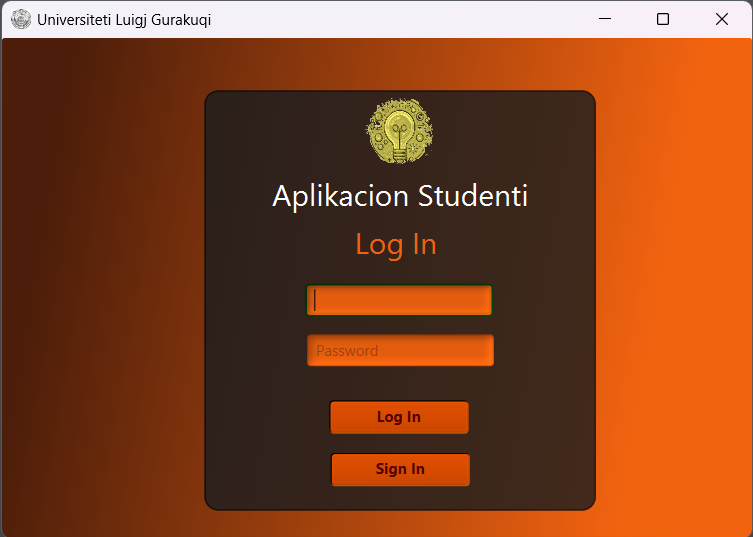 Universiteti Luigj Gurakuqi
Aplikacion Studenti
Log In
Password
Log In
Sign In